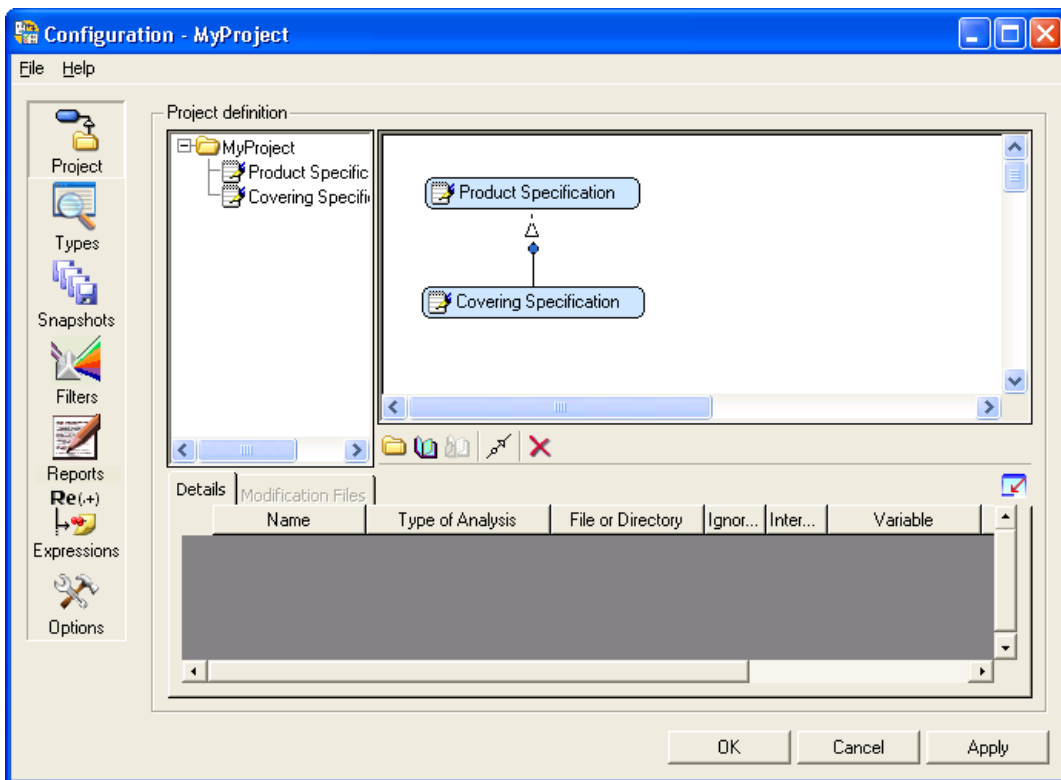 Configuration - MyProject
File Help
Project
Types
Snapshots
Filters
Reports
Re(.+)
Expressions
Options
Project definition
MyProject
Product Specific
Covering Specifi
Product Specification
Covering Specification
Details Modification Files
Name Type of Analysis File or Directory Ignor... Inter... Variable
OK Cancel Apply